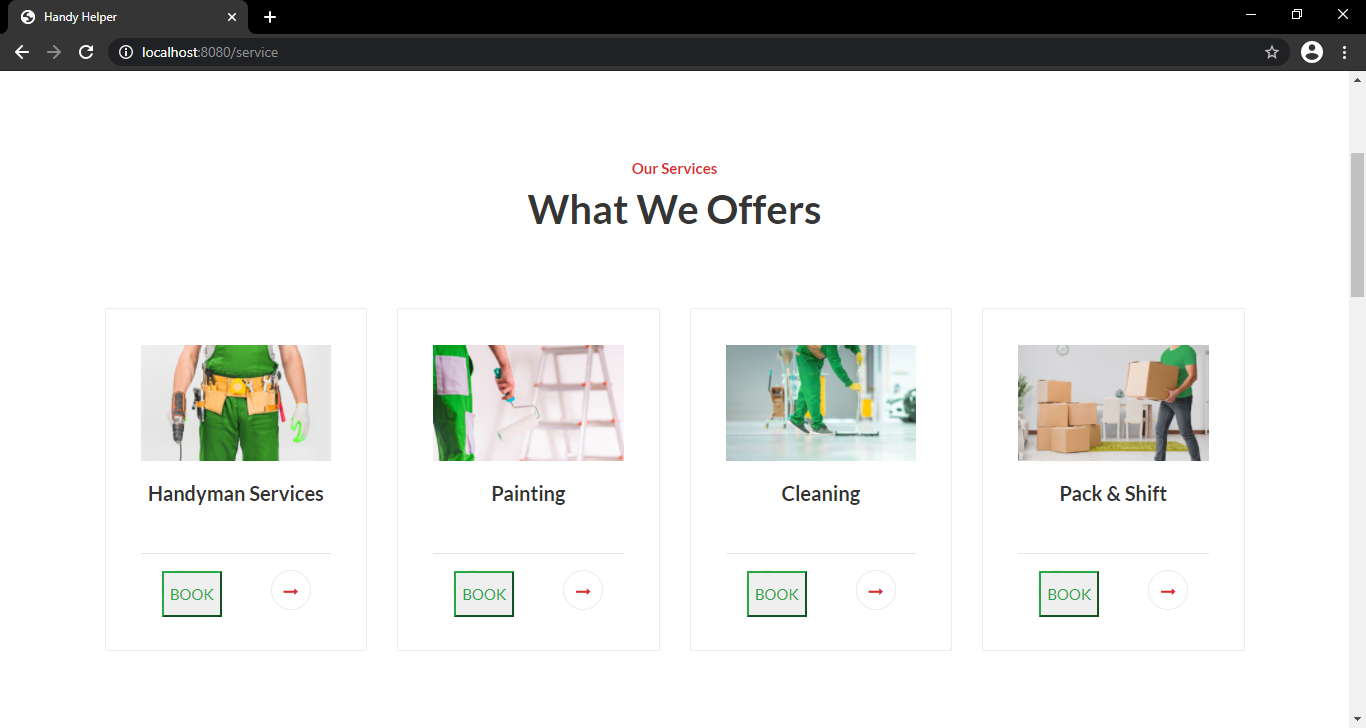 Handy Helper
localhost:8080/service
Our Services
What We Offers
Handyman Services
Painting
Cleaning
Pack & Shift
BOOK
BOOK
BOOK
BOOK